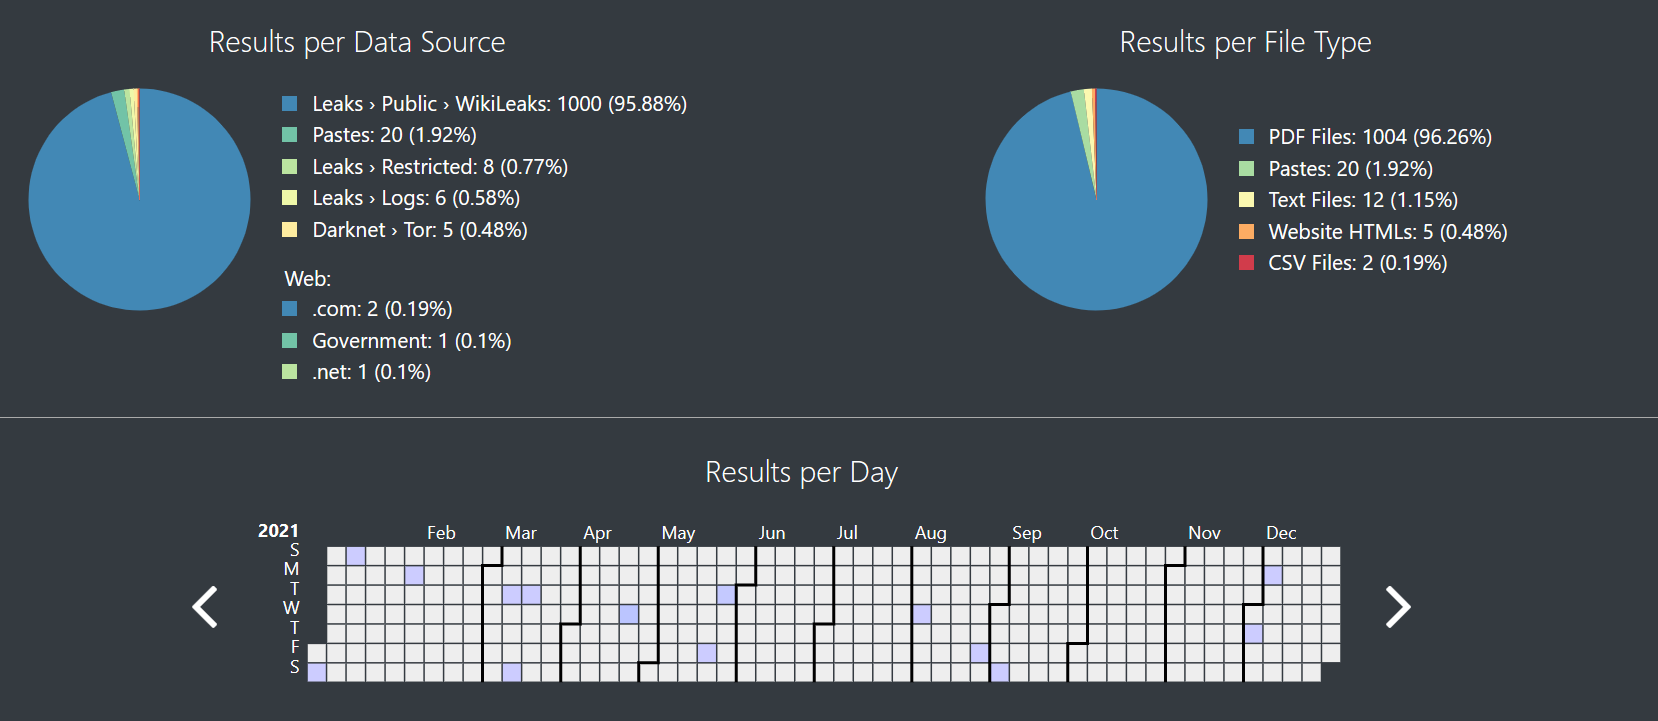 Results per Data Source
Leaks › Public › WikiLeaks: 1000 (95.88%)
Pastes: 20 (1.92%)
Leaks › Restricted: 8 (0.77%)
Leaks › Logs: 6 (0.58%)
Darknet › Tor: 5 (0.48%)
Web:
.com: 2 (0.19%)
Government: 1 (0.1%)
.net: 1 (0.1%)
Results per File Type
PDF Files: 1004 (96.26%)
Pastes: 20 (1.92%)
Text Files: 12 (1.15%)
Website HTMLs: 5 (0.48%)
CSV Files: 2 (0.19%)
Results per Day
2021 Feb Mar Apr May Jun Jul Aug Sep Oct Nov Dec
S
M
T
W
T
F
S